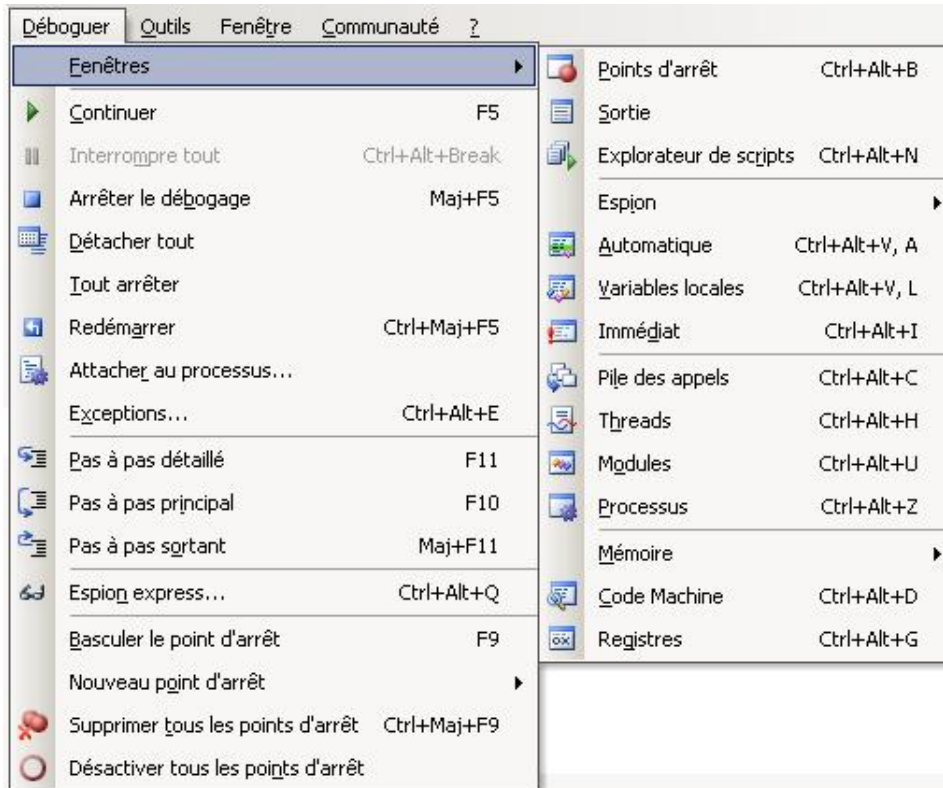 Déboguer Outils Fenêtre Communauté ?
Fenêtres
Continuer F5
Interrompre tout Ctrl+Alt+Break
Arrêter le débogage Maj+F5
Détacher tout
Tout arrêter
Redémarrer Ctrl+Maj+F5
Attacher au processus...
Exceptions... Ctrl+Alt+E
Pas à pas détaillé F11
Pas à pas principal F10
Pas à pas sortant Maj+F11
Espion express... Ctrl+Alt+Q
Basculer le point d'arrêt F9
Nouveau point d'arrêt
Supprimer tous les points d'arrêt Ctrl+Maj+F9
Désactiver tous les points d'arrêt
Points d'arrêt Ctrl+Alt+B
Sortie
Explorateur de scripts Ctrl+Alt+N
Espion
Automatique Ctrl+Alt+V, A
Variables locales Ctrl+Alt+V, L
Immédiat Ctrl+Alt+I
Pile des appels Ctrl+Alt+C
Threads Ctrl+Alt+H
Modules Ctrl+Alt+U
Processus Ctrl+Alt+Z
Mémoire
Code Machine Ctrl+Alt+D
Registres Ctrl+Alt+G